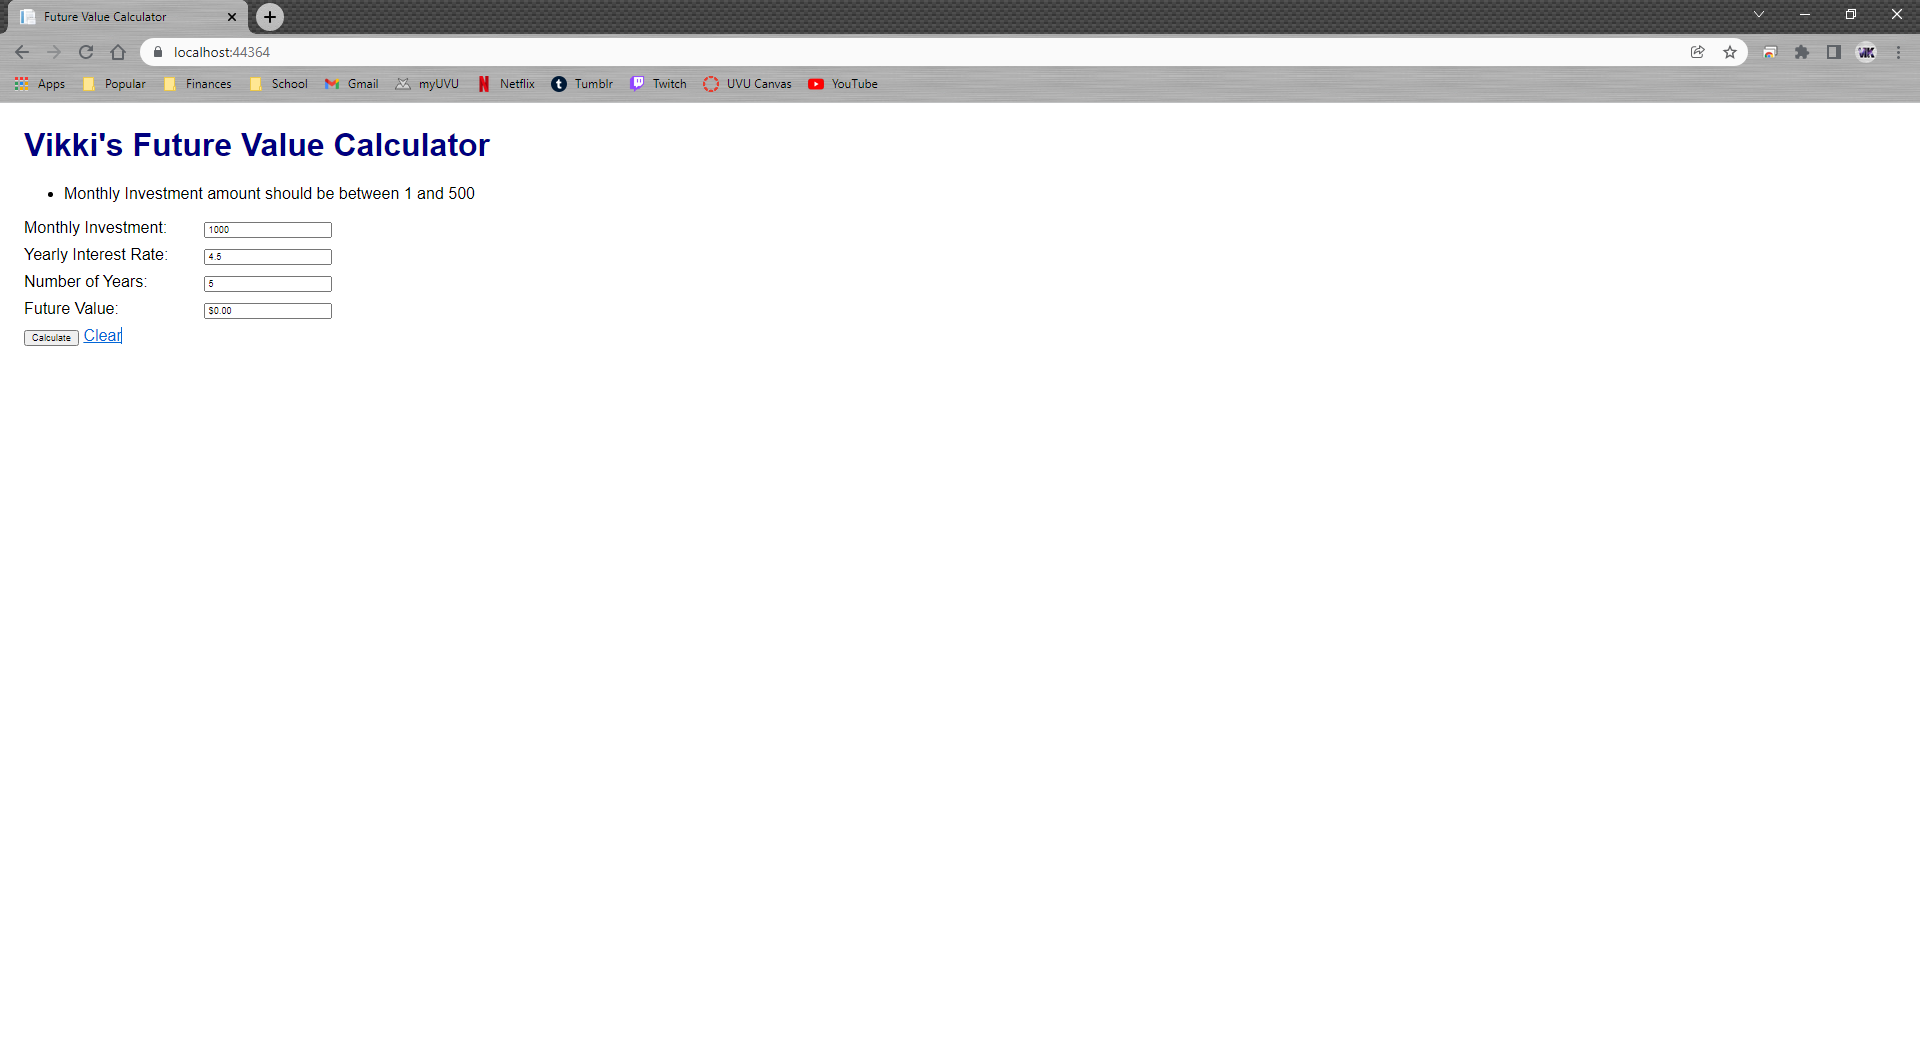 Future Value Calculator
localhost:44364
VIK
Apps Popular Finances School Gmail myUVU Netflix Tumblr Twitch UVU Canvas YouTube
Vikki's Future Value Calculator
• Monthly Investment amount should be between 1 and 500
Monthly Investment: 1000
Yearly Interest Rate: 4.5
Number of Years: 5
Future Value: $0.00
Calculate Clear